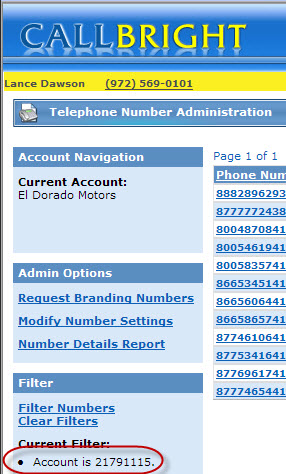 CALLBRIGHT
Lance Dawson (972) 569-0101
Telephone Number Administration
Account Navigation
Current Account:
El Dorado Motors
Admin Options
Request Branding Numbers
Modify Number Settings
Number Details Report
Filter
Filter Numbers
Clear Filters
Current Filter:
• Account is 21791115.
Page 1 of 1
Phone Num
8882896293
8777772438
8004870841
8005461941
8005835741
8665345141
8665606441
8665865741
8774610641
8775341641
8776961741
8777465441